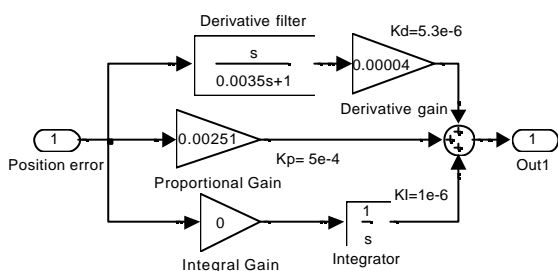 Derivative filter
Kd=5.3e-6
s
0.0035s+1
0.00004
Derivative gain
1
Position error
0.00251
Kp= 5e-4
Proportional Gain
1
Out1
KI=1e-6
0
Integral Gain
1
s
Integrator